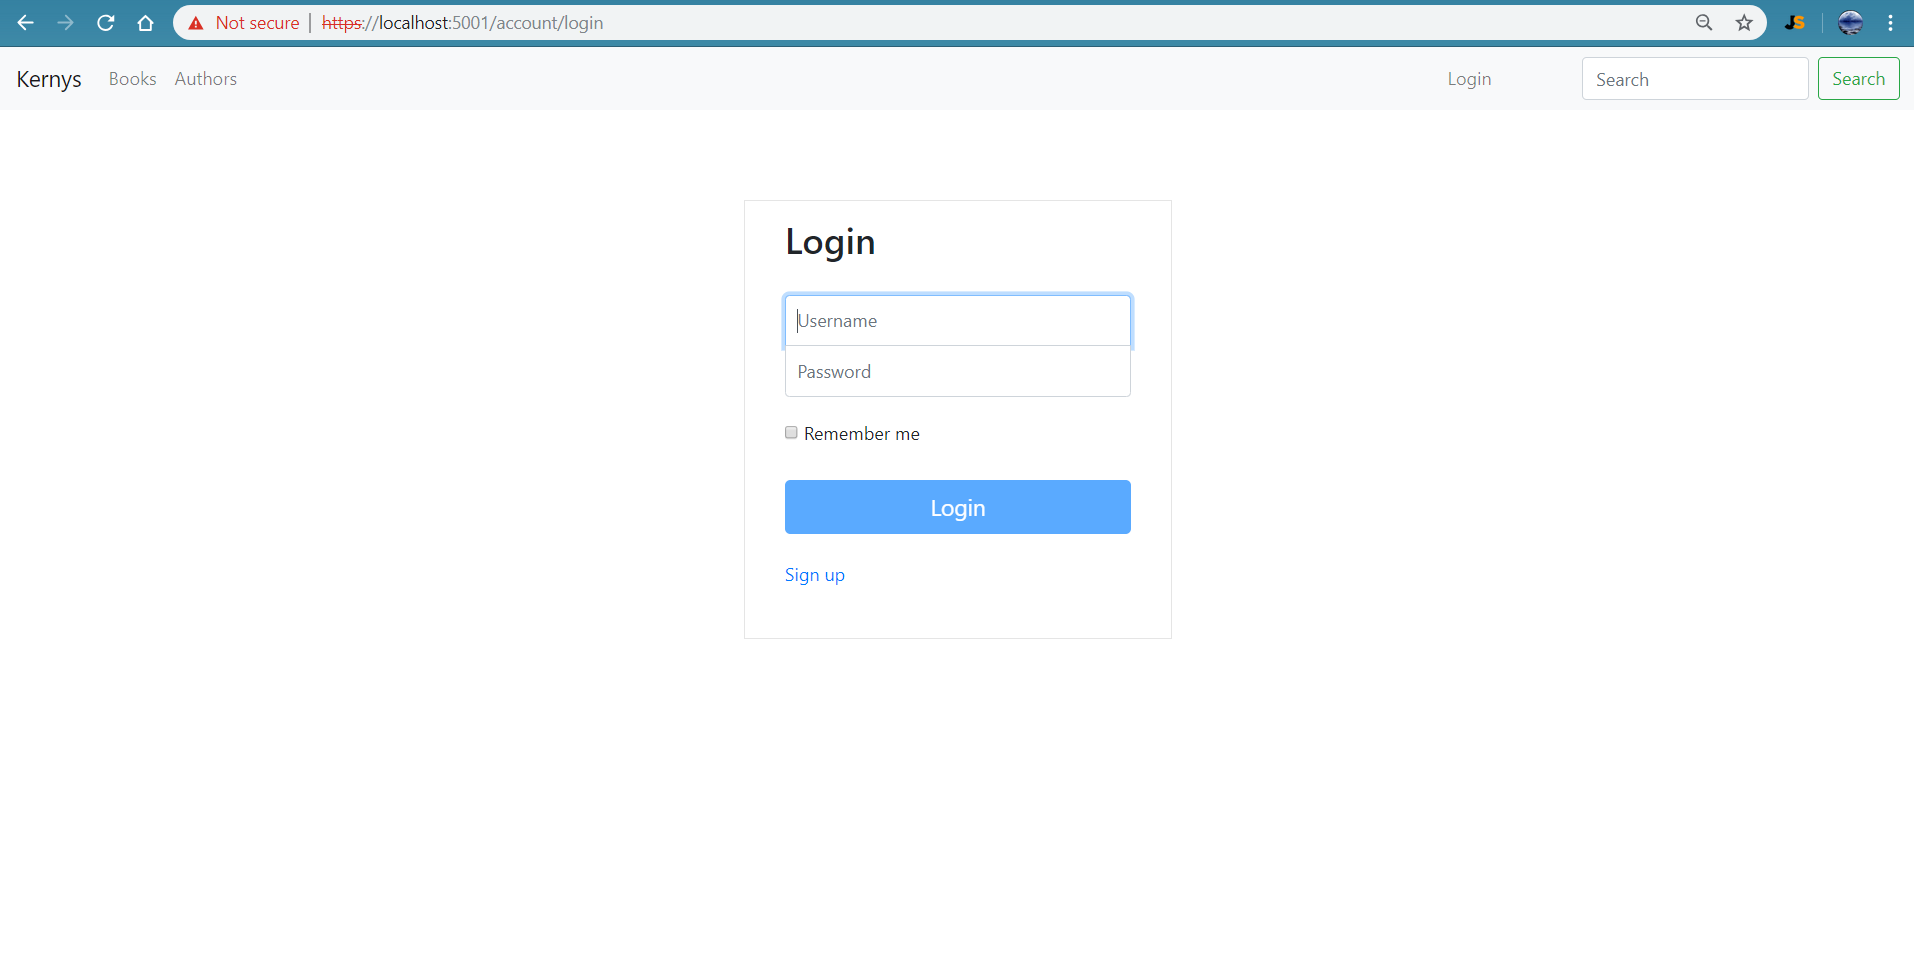 Not secure | https://localhost:5001/account/login
JS
Kernys Books Authors Login Search Search
Login
Username
Password
Remember me
Login
Sign up